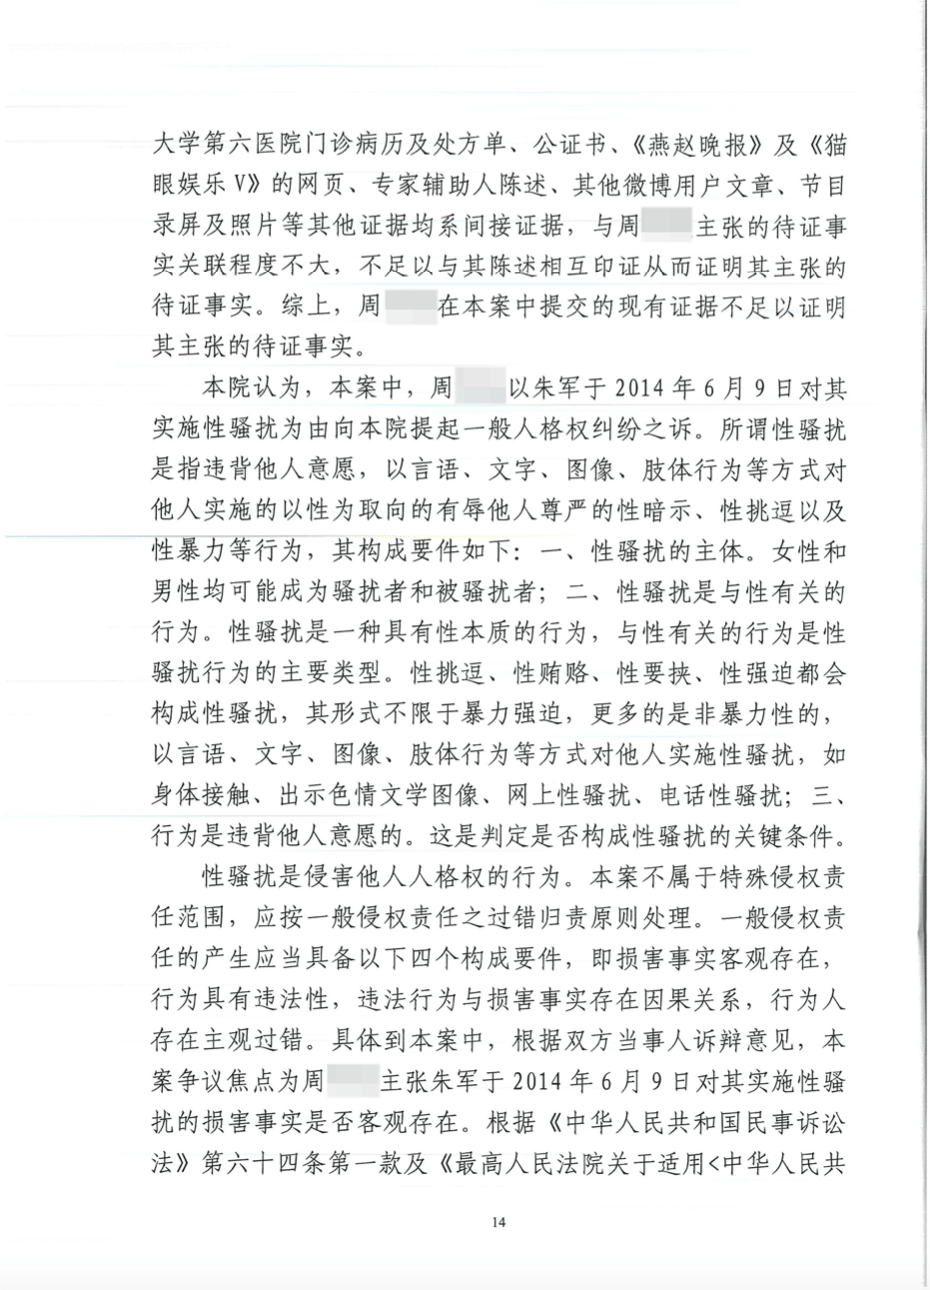 大学第六医院门诊病历及处方单、公证书、《燕赵晚报》及《猫
眼娱乐 V》的网页、专家辅助人陈述、其他微博用户文章、节目
录屏及照片等其他证据均系间接证据，与周 主张的待证事
实关联程度不大，不足以与其陈述相互印证从而证明其主张的
待证事实。综上，周 在本案中提交的现有证据不足以证明
其主张的待证事实。
本院认为，本案中，周 以朱军于 2014 年 6 月 9 日对其
实施性骚扰为由向本院提起一般人格权纠纷之诉。所谓性骚扰
是指违背他人意愿，以言语、文字、图像、肢体行为等方式对
他人实施的以性为取向的有辱他人尊严的性暗示、性挑逗以及
性暴力等行为，其构成要件如下：一、性骚扰的主体。女性和
男性均可能成为骚扰者和被骚扰者；二、性骚扰是与性有关的
行为。性骚扰是一种具有性本质的行为，与性有关的行为是性
骚扰行为的主要类型。性挑逗、性贿赂、性要挟、性强迫都会
构成性骚扰，其形式不限于暴力强迫，更多的是非暴力性的，
以言语、文字、图像、肢体行为等方式对他人实施性骚扰，如
身体接触、出示色情文学图像、网上性骚扰、电话性骚扰；三、
行为是违背他人意愿的。这是判定是否构成性骚扰的关键条件。
性骚扰是侵害他人人格权的行为。本案不属于特殊侵权责
任范围，应按一般侵权责任之过错归责原则处理。一般侵权责
任的产生应当具备以下四个构成要件，即损害事实客观存在，
行为具有违法性，违法行为与损害事实存在因果关系，行为人
存在主观过错。具体到本案中，根据双方当事人诉辩意见，本
案争议焦点为周 主张朱军于 2014 年 6 月 9 日对其实施性骚
扰的损害事实是否客观存在。根据《中华人民共和国民事诉讼
法》第六十四条第一款及《最高人民法院关于适用<中华人民共
14